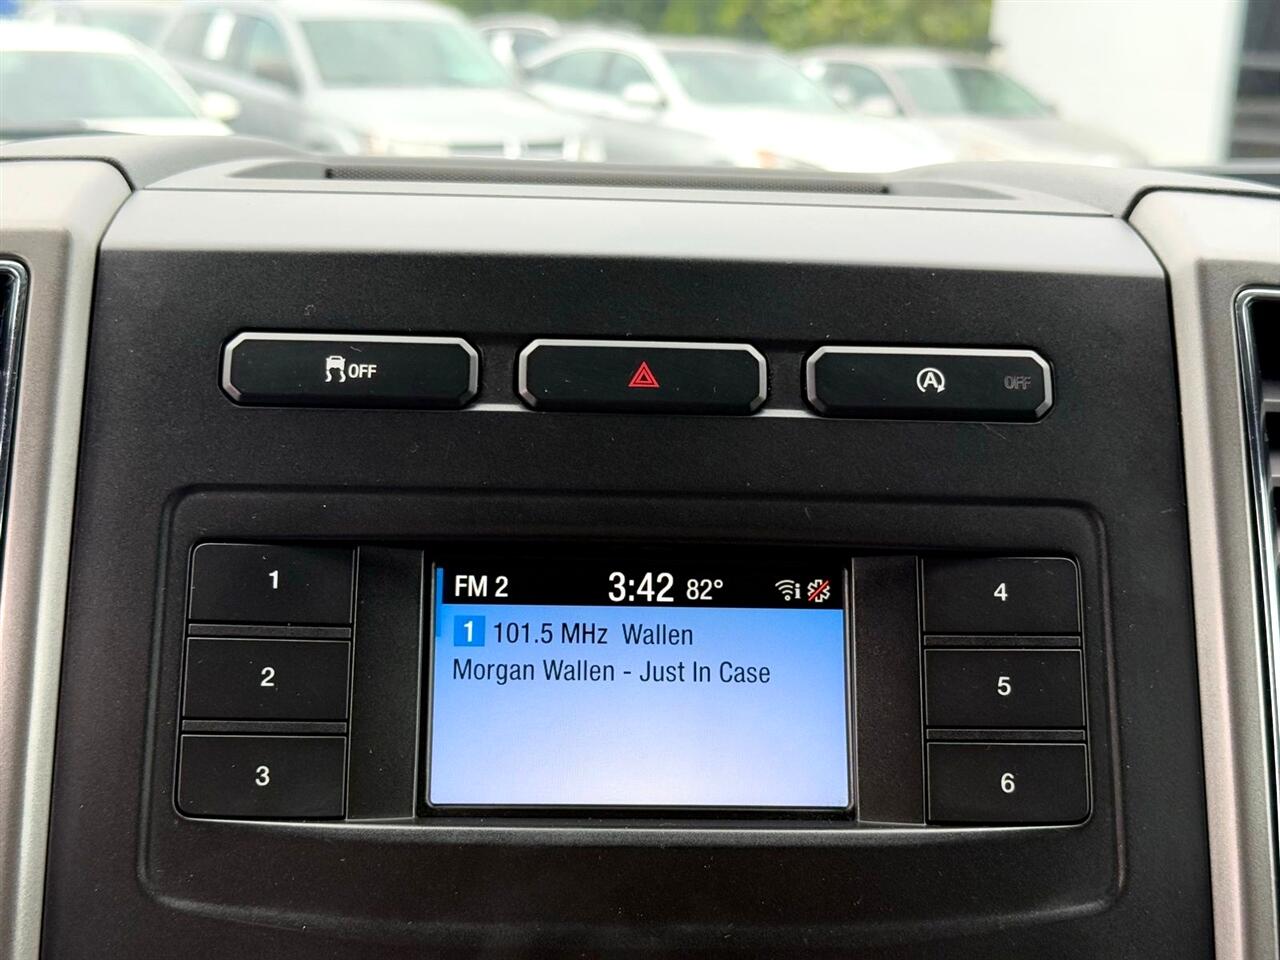 OFF
A OFF
FM 2 3:42 82° i
1 101.5 MHz Wallen
Morgan Wallen - Just In Case
1
2
3
4
5
6